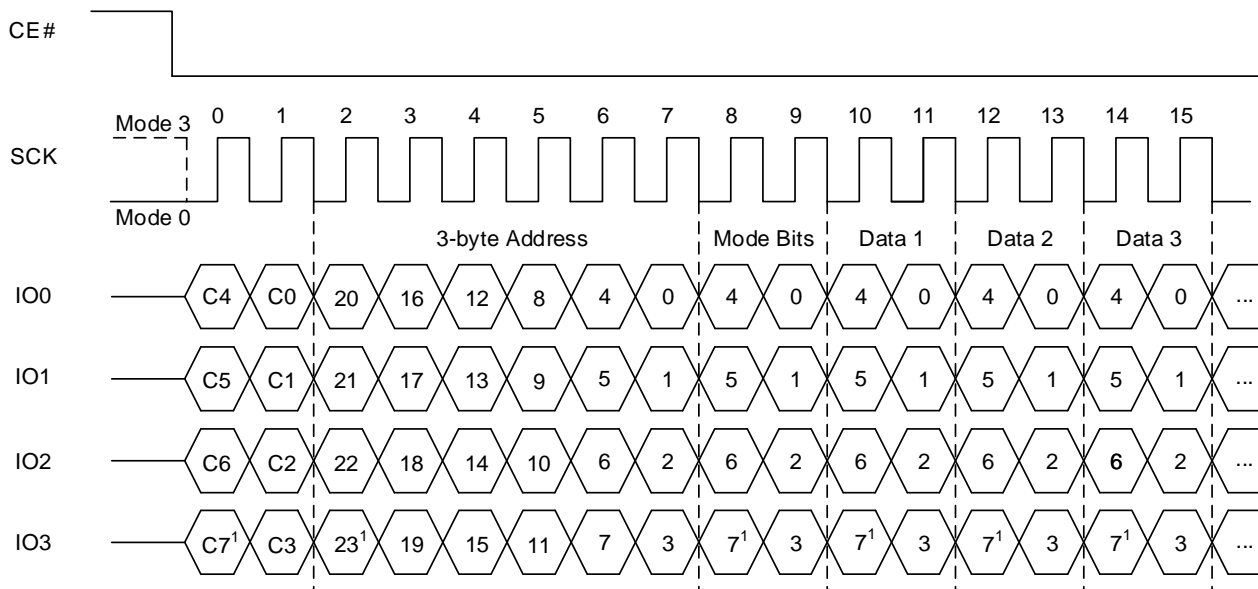 CE#
0 1 2 3 4 5 6 7 8 9 10 11 12 13 14 15
Mode 3
SCK
Mode 0
3-byte Address Mode Bits Data 1 Data 2 Data 3
IO0 C4 C0 20 16 12 8 4 0 4 0 4 0 4 0 4 0 ...
IO1 C5 C1 21 17 13 9 5 1 5 1 5 1 5 1 5 1 ...
IO2 C6 C2 22 18 14 10 6 2 6 2 6 2 6 2 6 2 ...
IO3 C7¹ C3 23¹ 19 15 11 7 3 7¹ 3 7¹ 3 7¹ 3 7¹ 3 ...